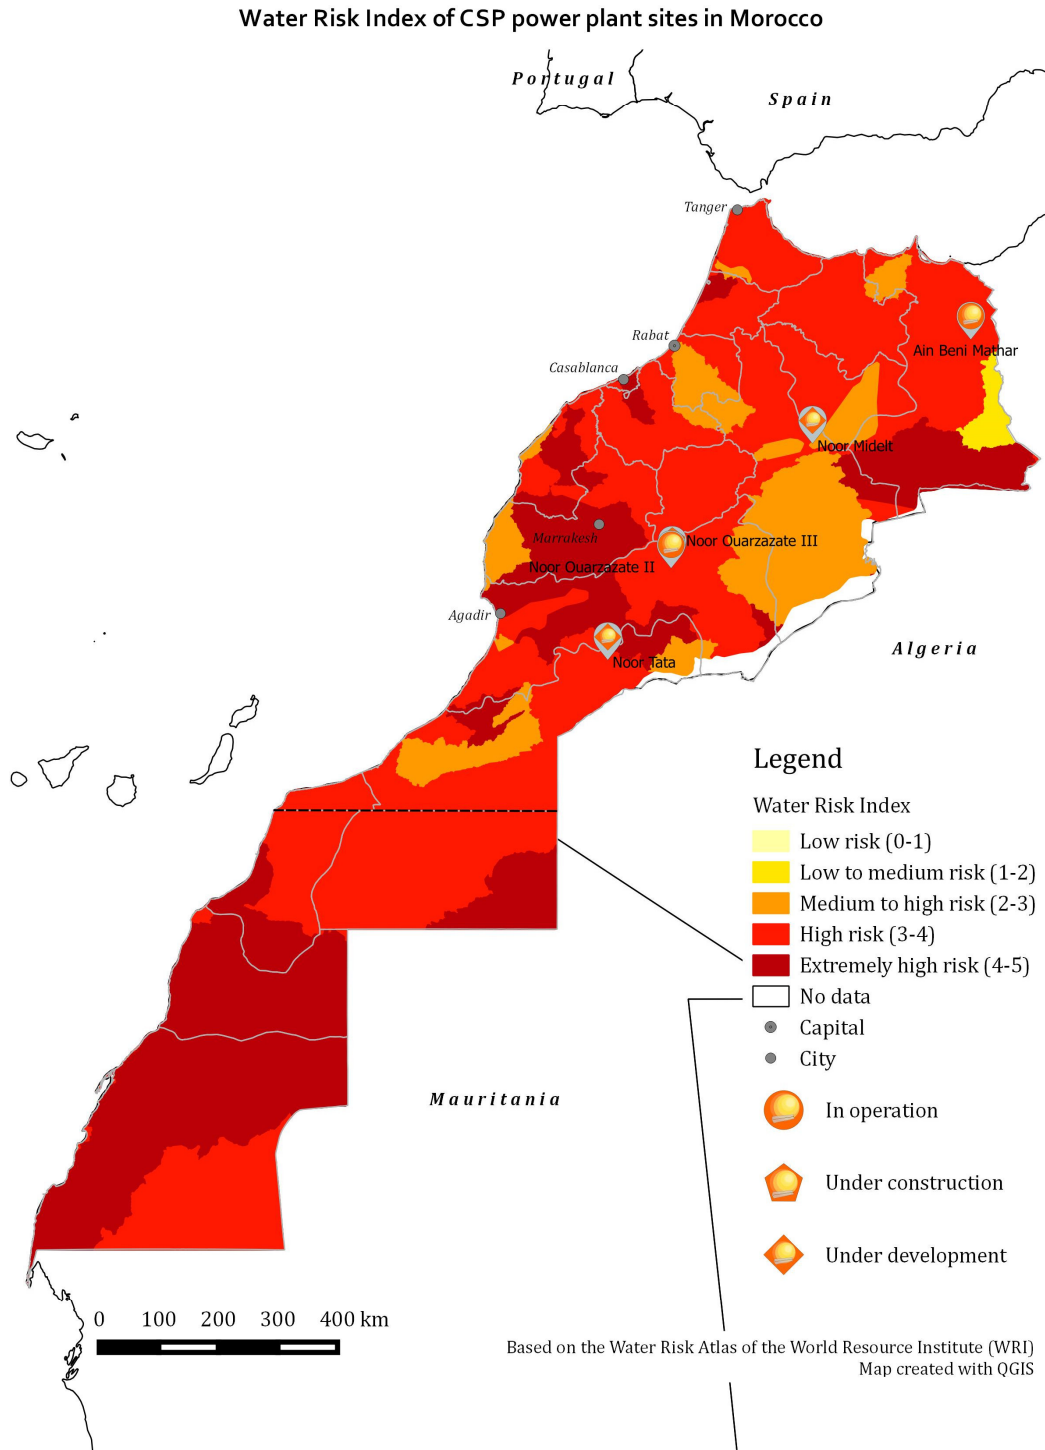 Water Risk Index of CSP power plant sites in Morocco
Portugal
Spain
Tanger
Rabat
Ain Beni Mathar
Casablanca
Noor Midelt
Marrakesh
Noor Ouarzazate III
Noor Ouarzazate II
Agadir
Algeria
Noor Tata
Legend
Water Risk Index
Low risk (0-1)
Low to medium risk (1-2)
Medium to high risk (2-3)
High risk (3-4)
Extremely high risk (4-5)
No data
Capital
City
Mauritania
In operation
Under construction
Under development
0 100 200 300 400 km
Based on the Water Risk Atlas of the World Resource Institute (WRI)
Map created with QGIS